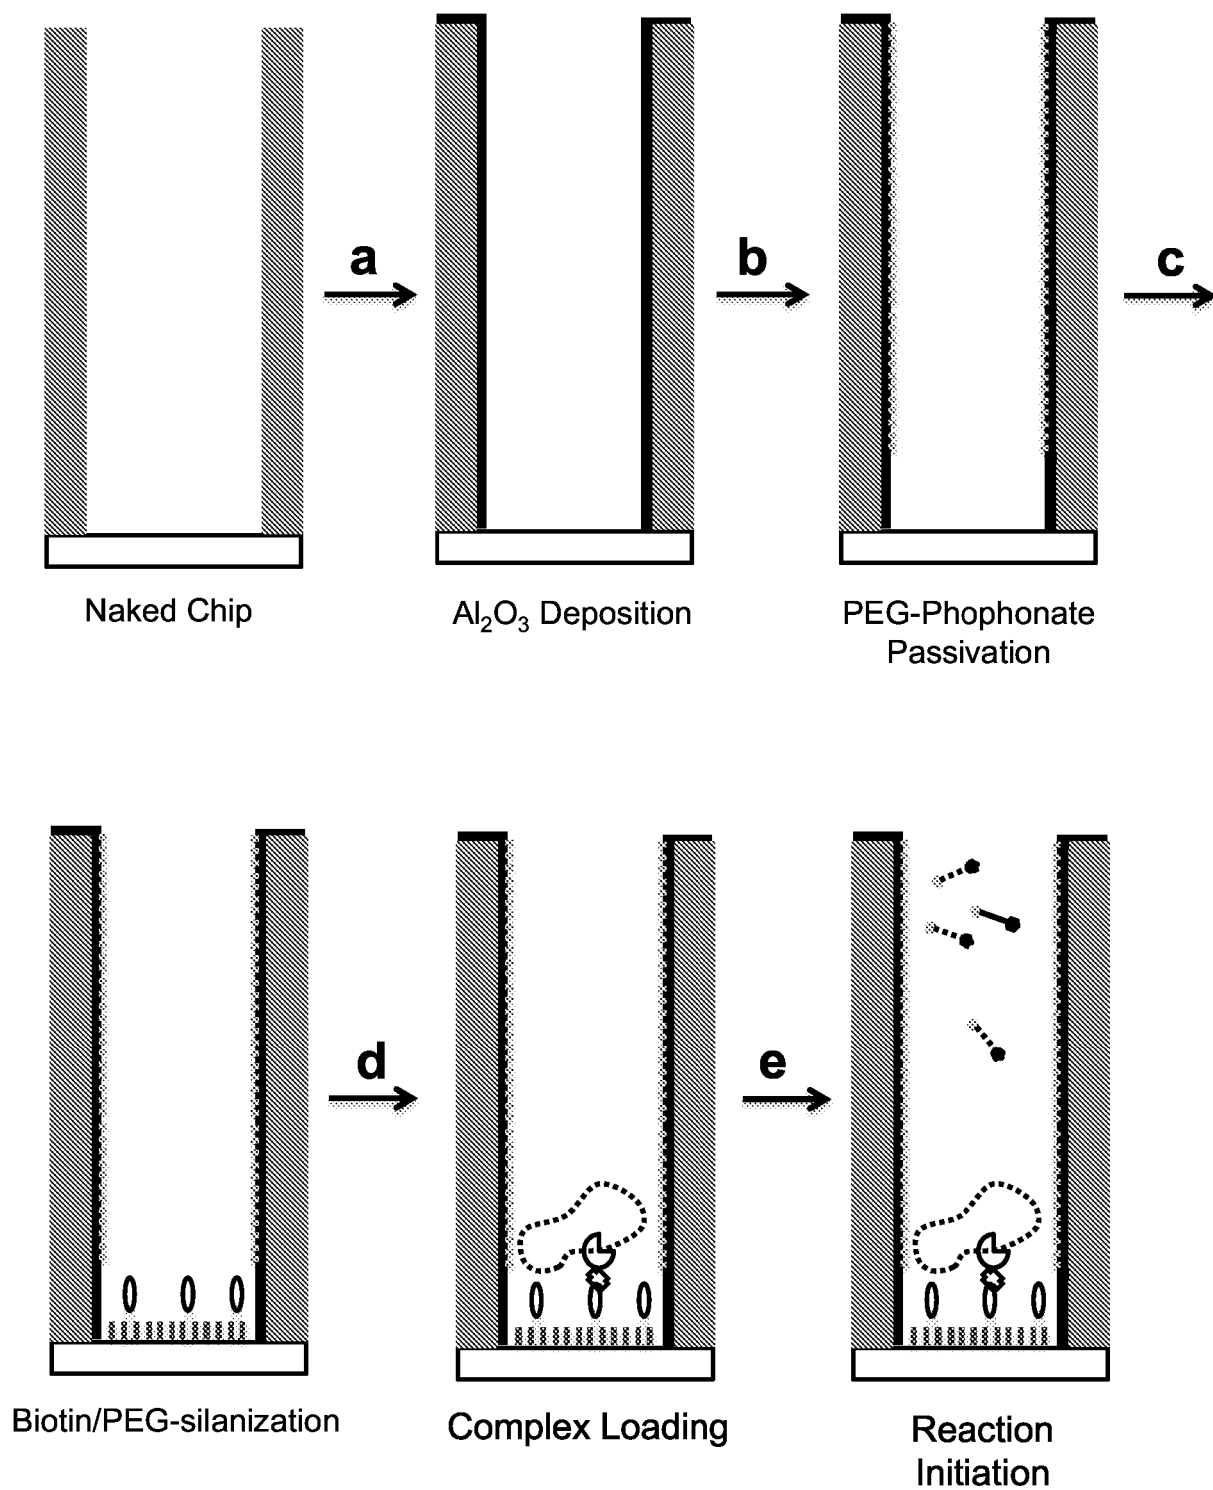 a
b
c
Naked Chip
Al₂O₃ Deposition
PEG-Phophonate
Passivation
d
e
Biotin/PEG-silanization
Complex Loading
Reaction
Initiation